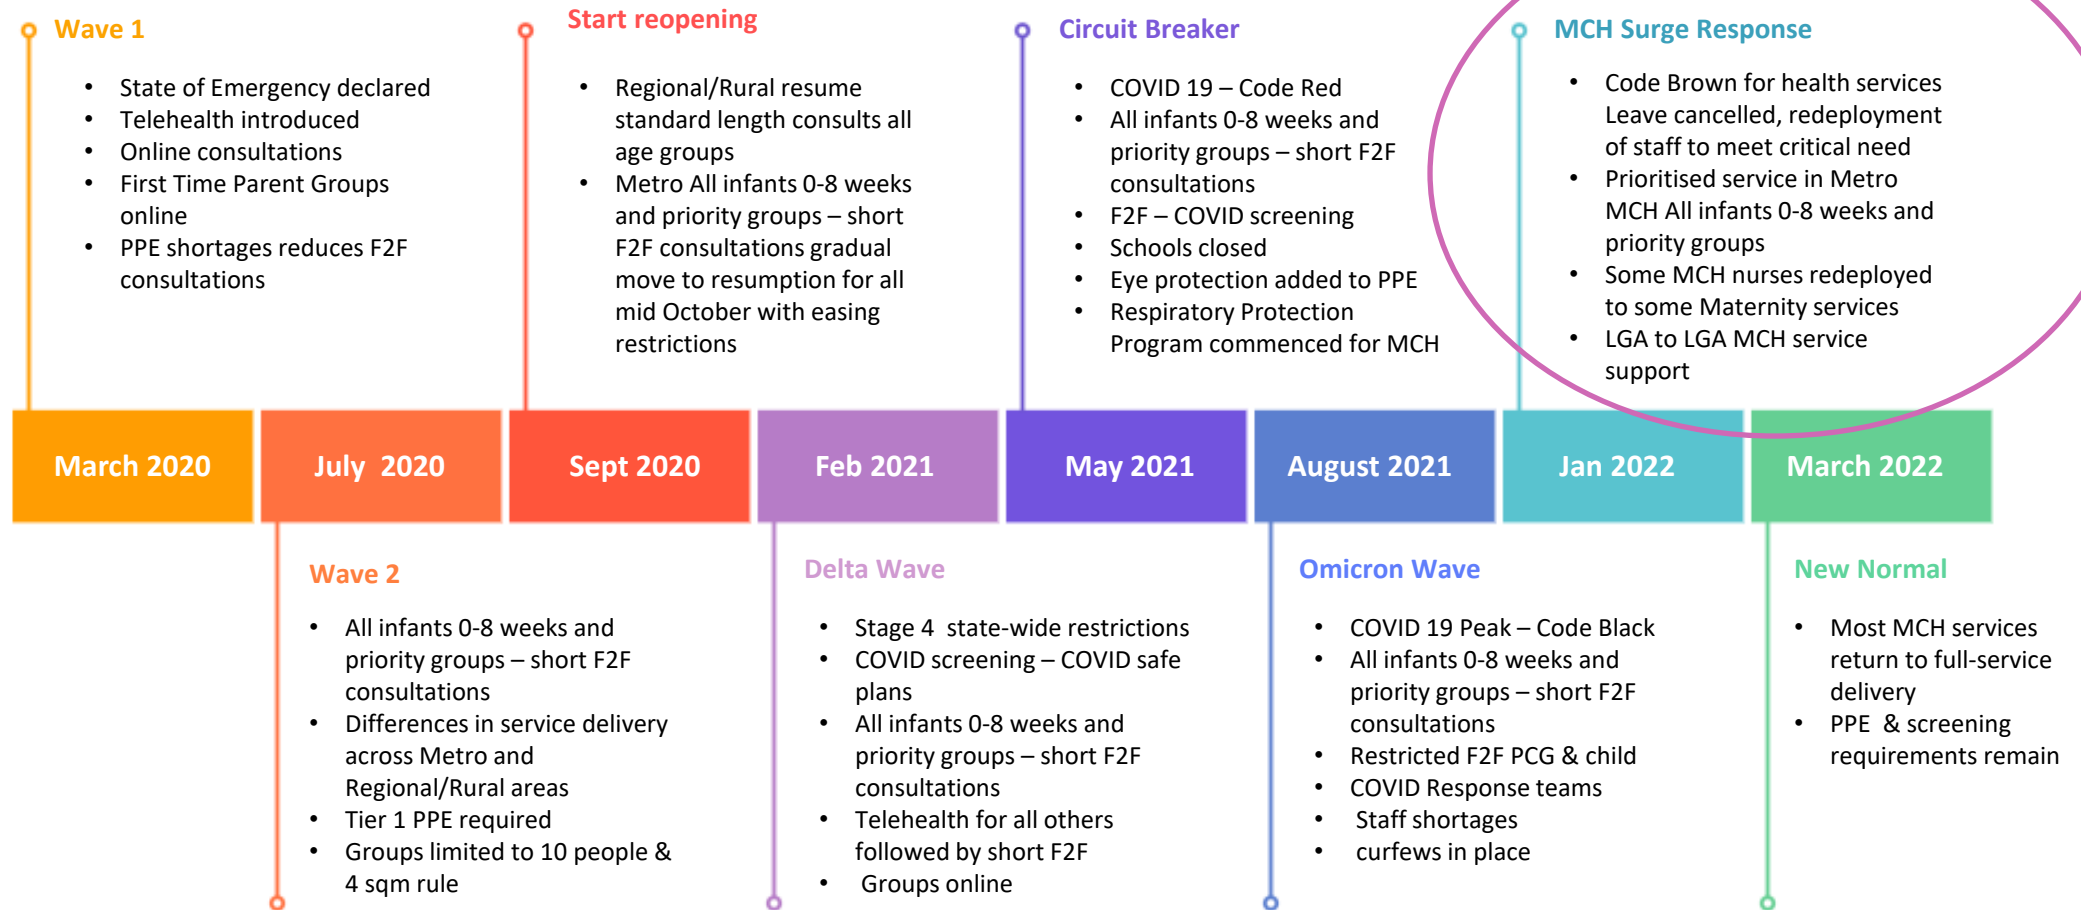 Wave 1
• State of Emergency declared
• Telehealth introduced
• Online consultations
• First Time Parent Groups
online
• PPE shortages reduces F2F
consultations
Start reopening
• Regional/Rural resume
standard length consults all
age groups
• Metro All infants 0-8 weeks
and priority groups – short
F2F consultations gradual
move to resumption for all
mid October with easing
restrictions
Circuit Breaker
• COVID 19 – Code Red
• All infants 0-8 weeks and
priority groups – short F2F
consultations
• F2F – COVID screening
• Schools closed
• Eye protection added to PPE
• Respiratory Protection
Program commenced for MCH
MCH Surge Response
• Code Brown for health services
Leave cancelled, redeployment
of staff to meet critical need
• Prioritised service in Metro
MCH All infants 0-8 weeks and
priority groups
• Some MCH nurses redeployed
to some Maternity services
• LGA to LGA MCH service
support
March 2020
July 2020
Sept 2020
Feb 2021
May 2021
August 2021
Jan 2022
March 2022
Wave 2
• All infants 0-8 weeks and
priority groups – short F2F
consultations
• Differences in service delivery
across Metro and
Regional/Rural areas
• Tier 1 PPE required
• Groups limited to 10 people &
4 sqm rule
Delta Wave
• Stage 4 state-wide restrictions
• COVID screening – COVID safe
plans
• All infants 0-8 weeks and
priority groups – short F2F
consultations
• Telehealth for all others
followed by short F2F
• Groups online
Omicron Wave
• COVID 19 Peak – Code Black
• All infants 0-8 weeks and
priority groups – short F2F
consultations
• Restricted F2F PCG & child
• COVID Response teams
• Staff shortages
• curfews in place
New Normal
• Most MCH services
return to full-service
delivery
• PPE & screening
requirements remain